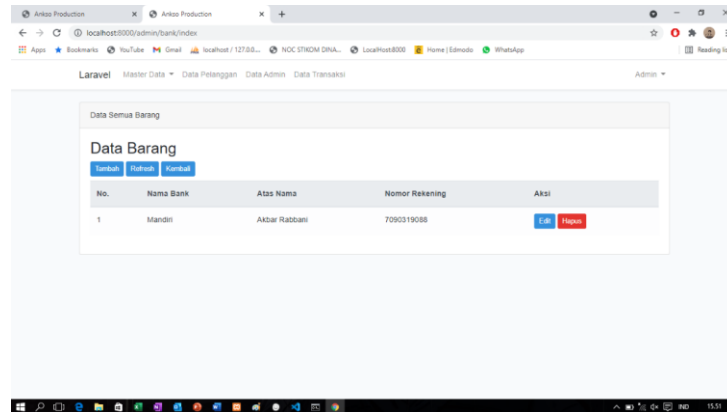 Ankso Production
Ankso Production
localhost:8000/admin/bank/index
Apps Bookmarks YouTube Gmail localhost / 127.0.0... NOC STIKOM DINA... LocalHost:8000 Home | Edmodo WhatsApp Reading lis
Laravel Master Data Data Pelanggan Data Admin Data Transaksi Admin
Data Semua Barang
Data Barang
Tambah Refresh Kembali
No. Nama Bank Atas Nama Nomor Rekening Aksi
1 Mandiri Akbar Rabbani 7090319088 Edit Hapus
IND 15.51